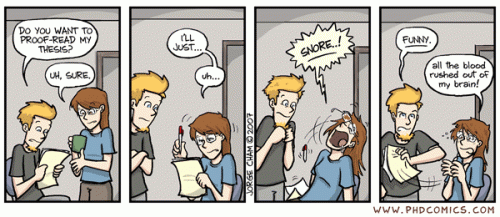 DO YOU WANT TO
PROOF-READ MY
THESIS?
UH, SURE.
I'LL
JUST...
uh...
SNORE..!
FUNNY.
all the blood
rushed out of
my brain!
JORGE CHAM © 2007
WWW.PHDCOMICS.COM